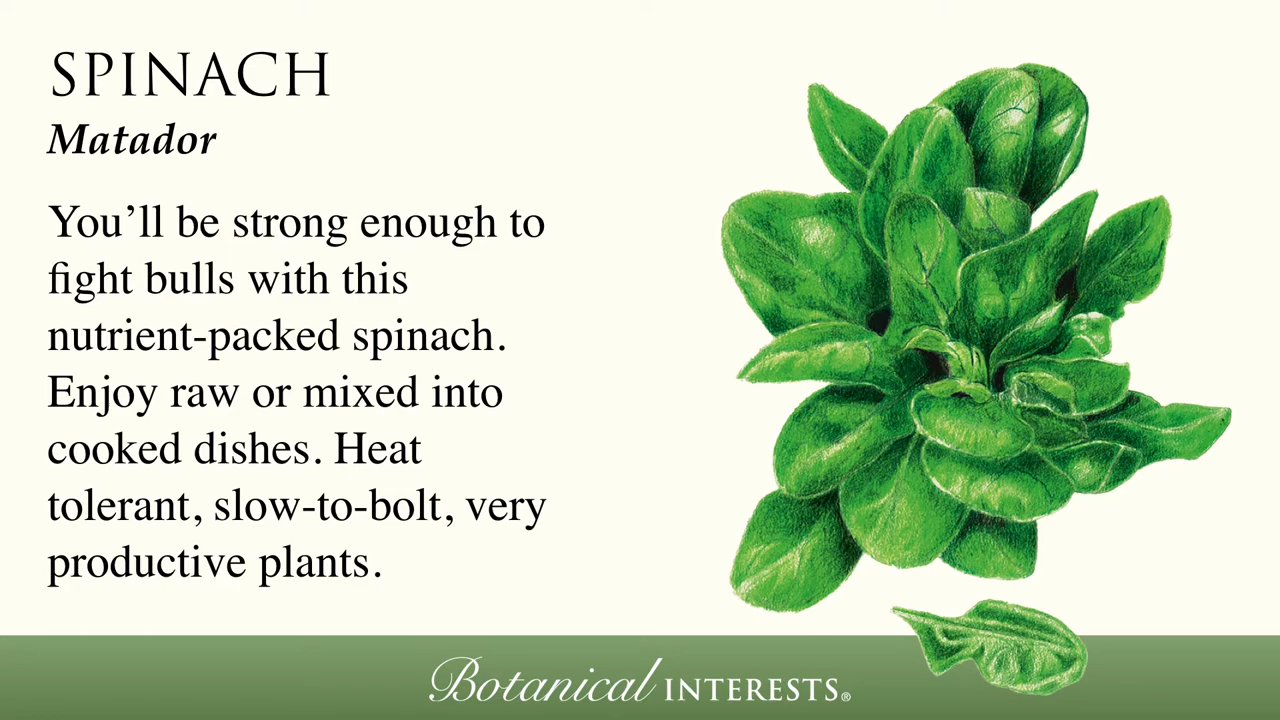 SPINACH
Matador
You’ll be strong enough to
fight bulls with this
nutrient-packed spinach.
Enjoy raw or mixed into
cooked dishes. Heat
tolerant, slow-to-bolt, very
productive plants.
Botanical INTERESTS®